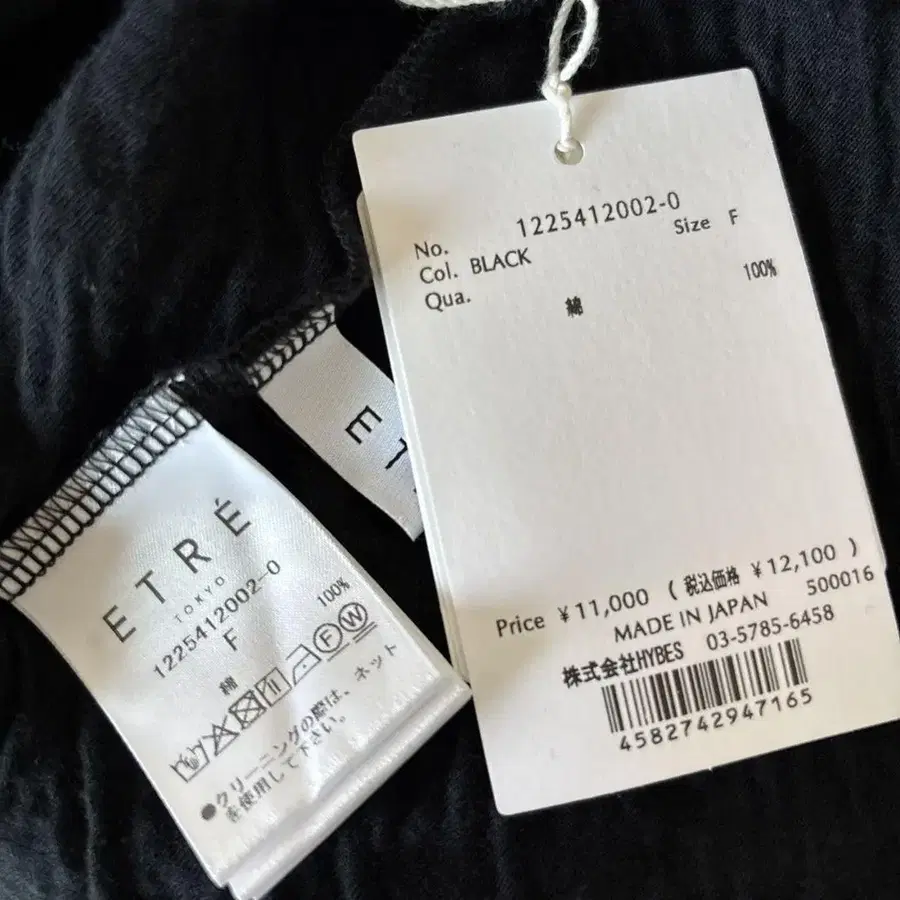 No. 1225412002-0
Col. BLACK Size F
Qua.
綿 100%
Price ¥11,000 (税込価格 ¥12,100 )
MADE IN JAPAN 500016
株式会社HYBES 03-5785-6458
4582742947165
ET
ETRÉ
TOKYO
1225412002-0
F
綿 100%
F W
●クリーニングの際は、ネット
を使用して下さい。